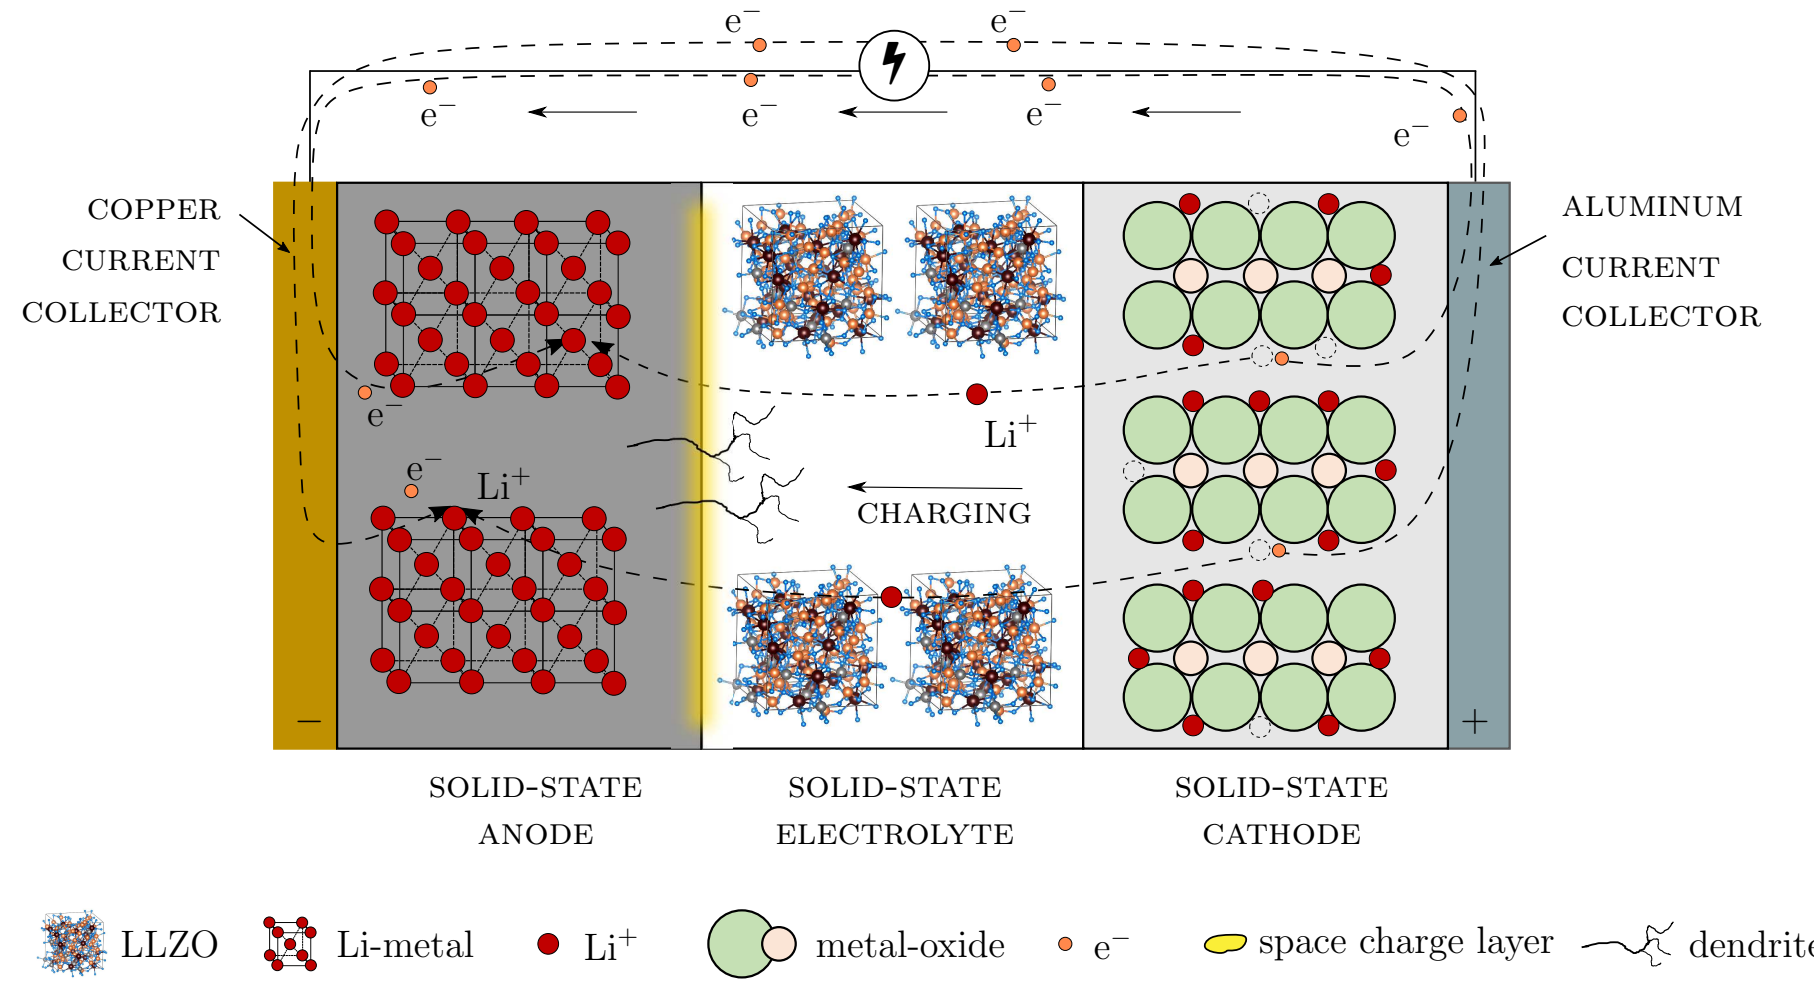 e⁻ e⁻
e⁻ e⁻ e⁻ e⁻
COPPER
CURRENT
COLLECTOR
ALUMINUM
CURRENT
COLLECTOR
e⁻
Li⁺
e⁻
Li⁺
CHARGING
− +
SOLID-STATE
ANODE
SOLID-STATE
ELECTROLYTE
SOLID-STATE
CATHODE
LLZO Li-metal Li⁺ metal-oxide e⁻ space charge layer dendrite